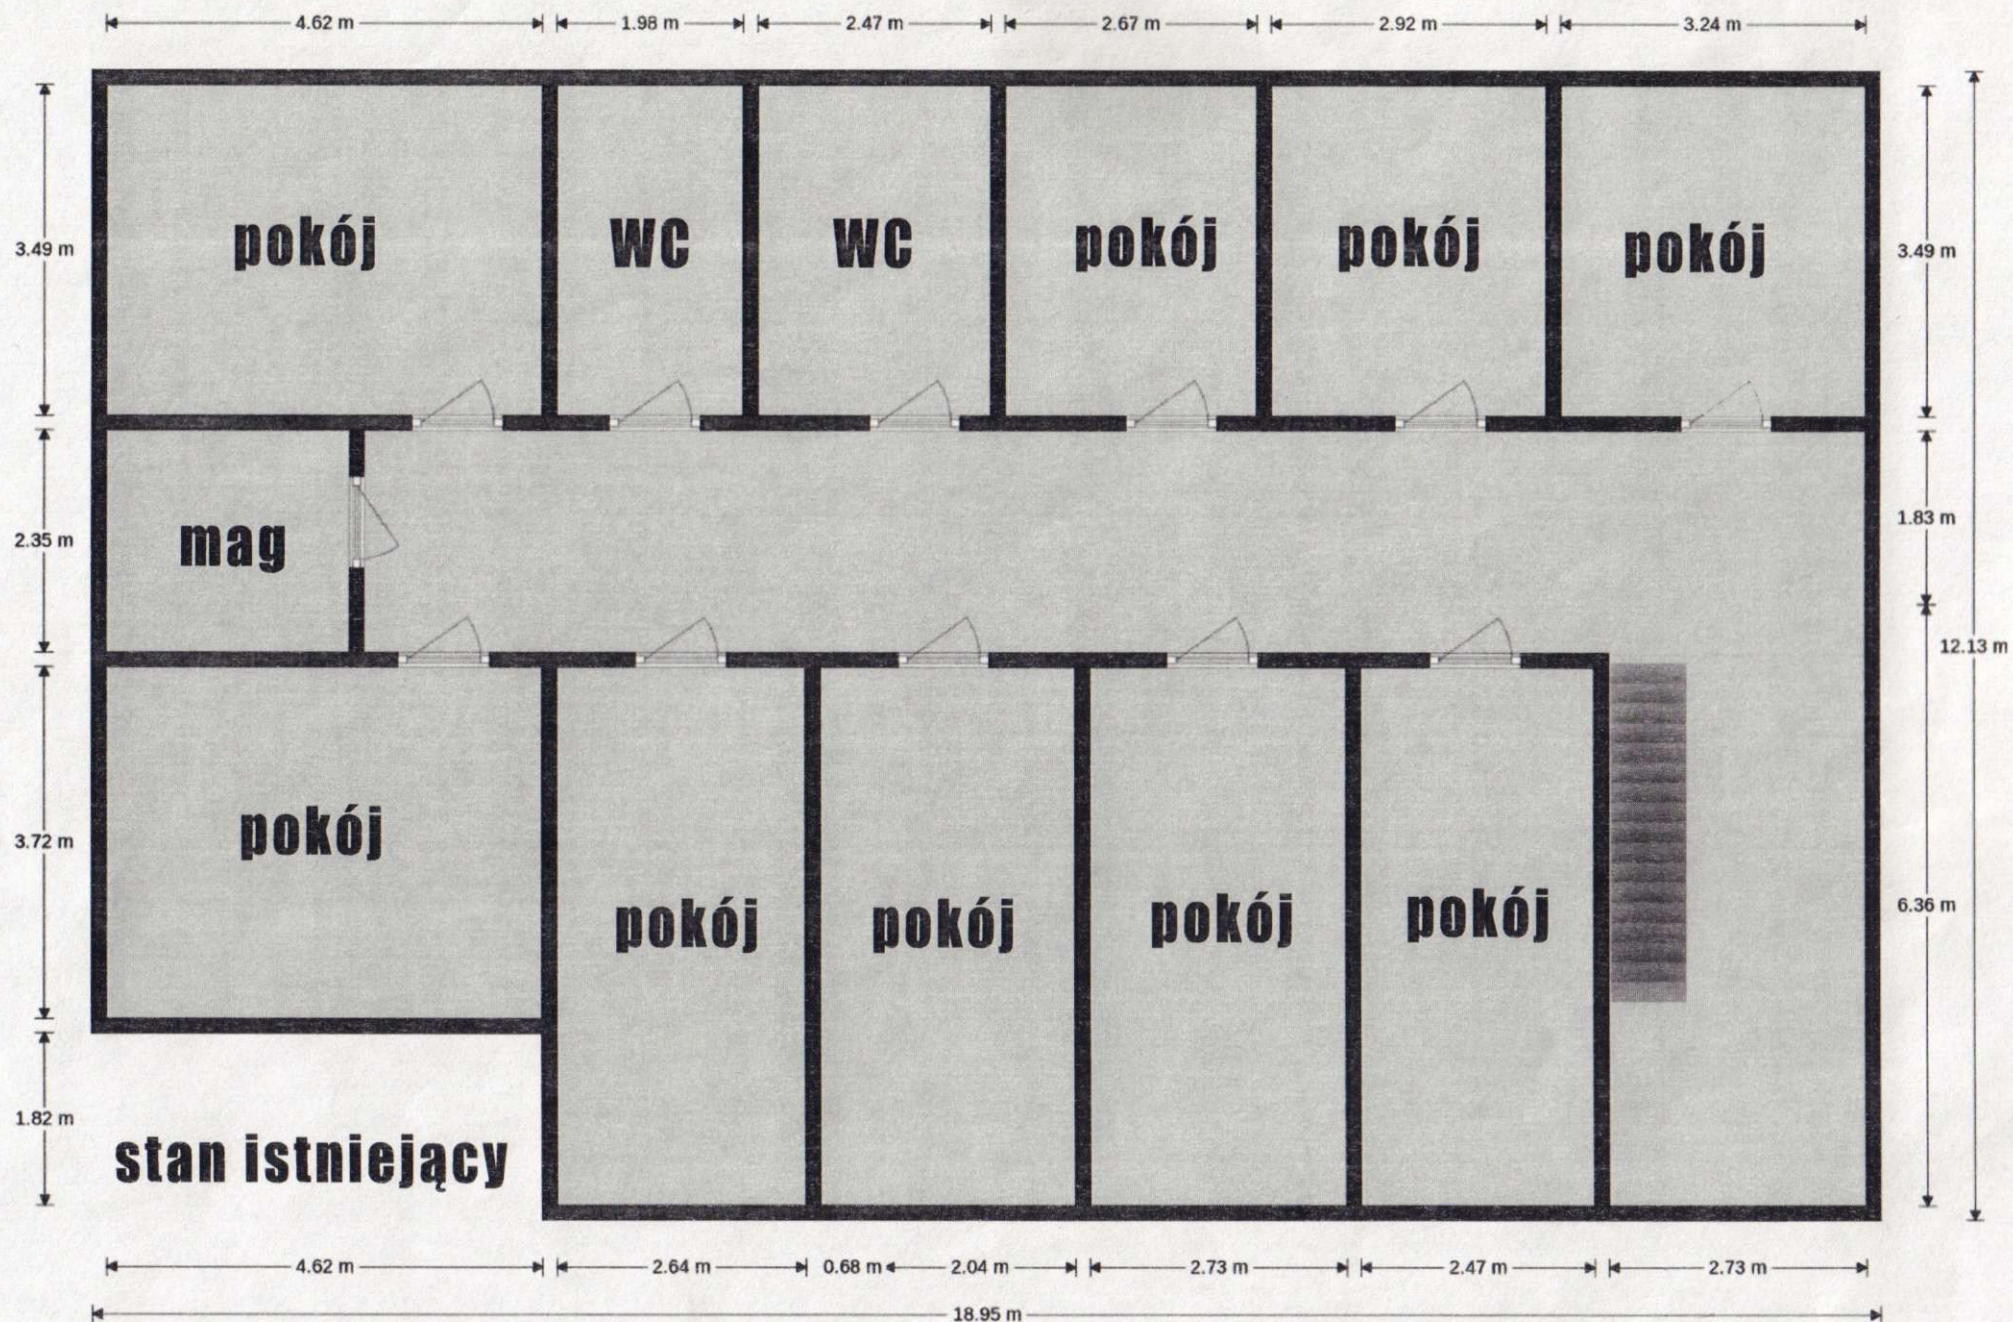 4.62 m 1.98 m 2.47 m 2.67 m 2.92 m 3.24 m
pokój WC WC pokój pokój pokój
3.49 m 3.49 m
mag
2.35 m 1.83 m
12.13 m
pokój
3.72 m
pokój pokój pokój pokój
6.36 m
1.82 m
stan istniejący
4.62 m 2.64 m 0.68 m 2.04 m 2.73 m 2.47 m 2.73 m
18.95 m